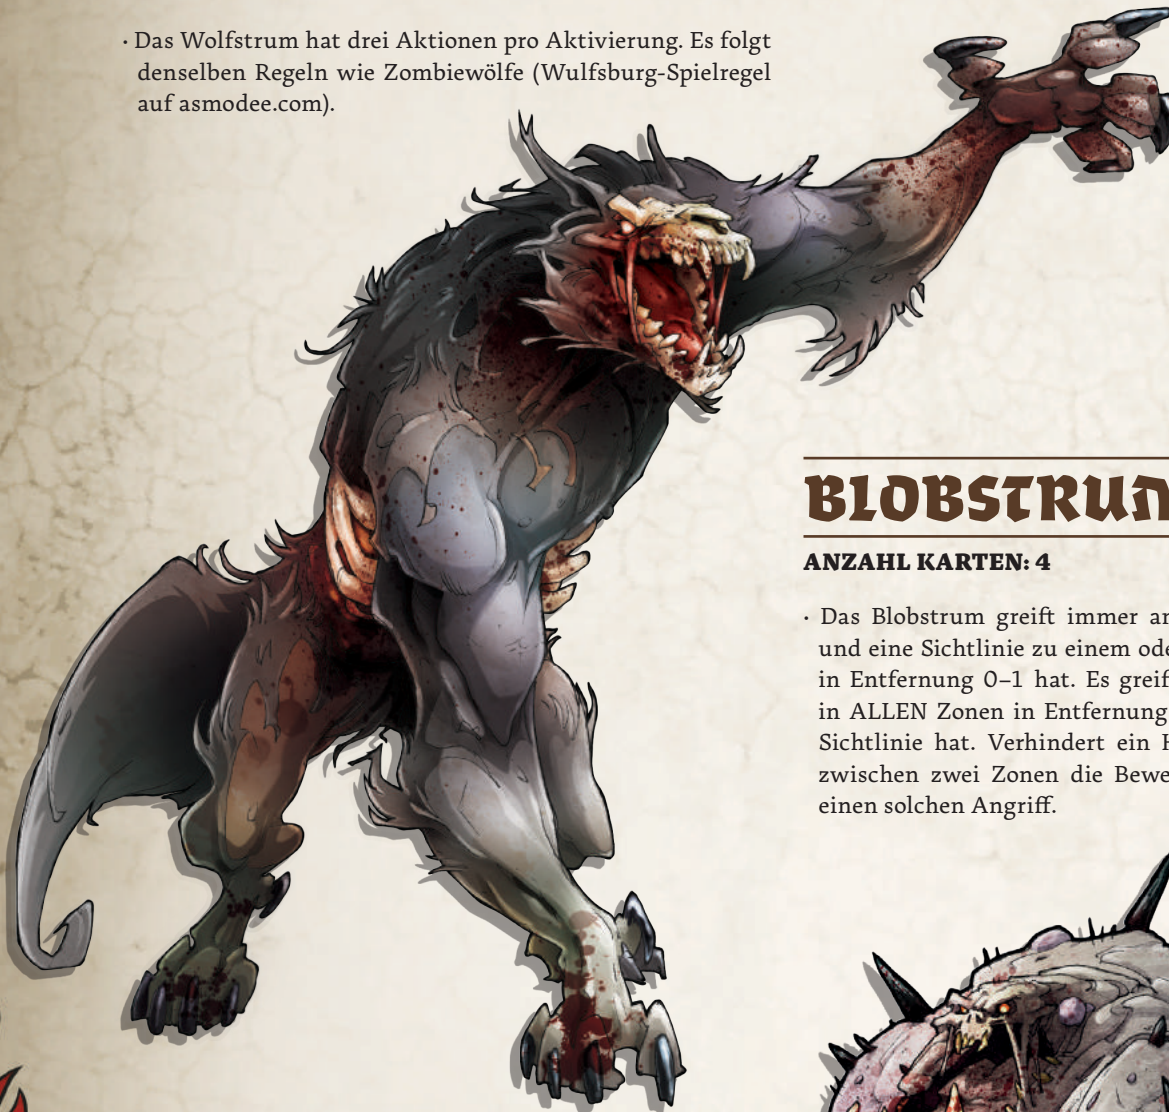 · Das Wolfstrum hat drei Aktionen pro Aktivierung. Es folgt
denselben Regeln wie Zombiewölfe (Wulfsburg-Spielregel
auf asmodee.com).
BLOBSTRUM
ANZAHL KARTEN: 4
· Das Blobstrum greift immer
und eine Sichtlinie zu einem
in Entfernung 0–1 hat. Es
in ALLEN Zonen in Entfernung
Sichtlinie hat. Verhindert ein
zwischen zwei Zonen die
einen solchen Angriff.